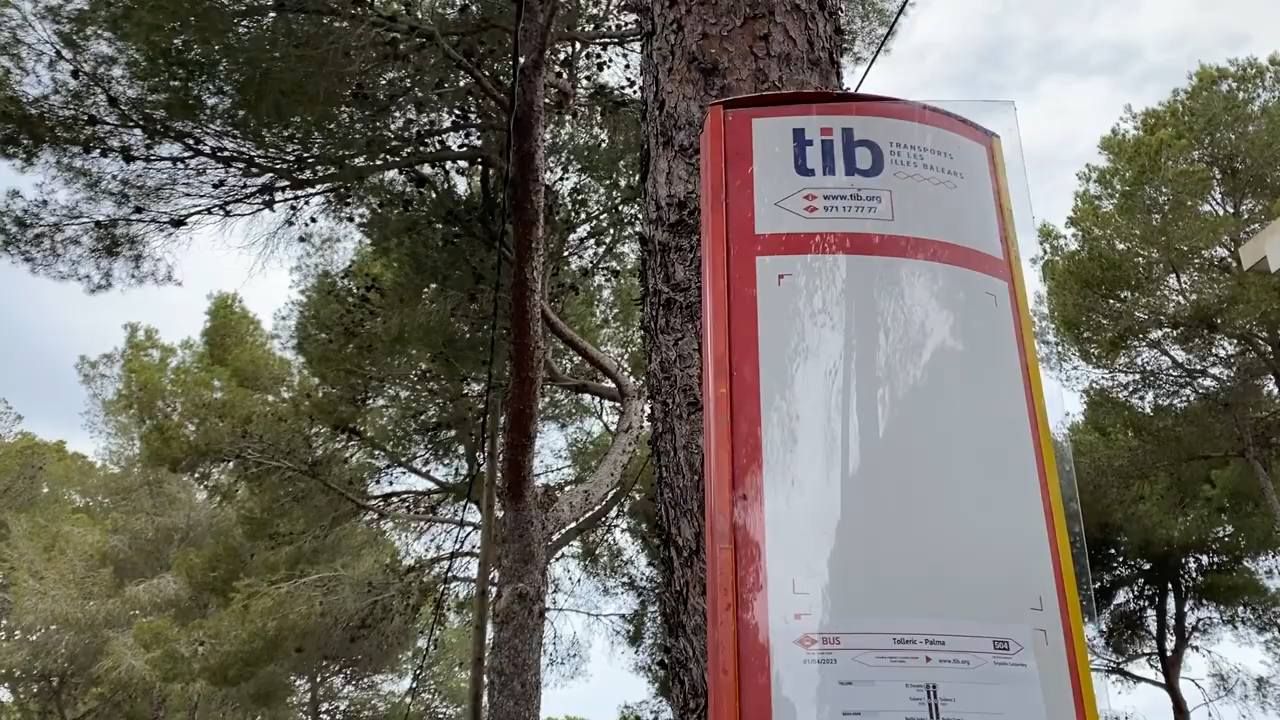 tib
TRANSPORTS
DE LES
ILLES BALEARS
www.tib.org
971 17 77 77
BUS
Tolleric – Palma
504
01/04/2023
www.tib.org